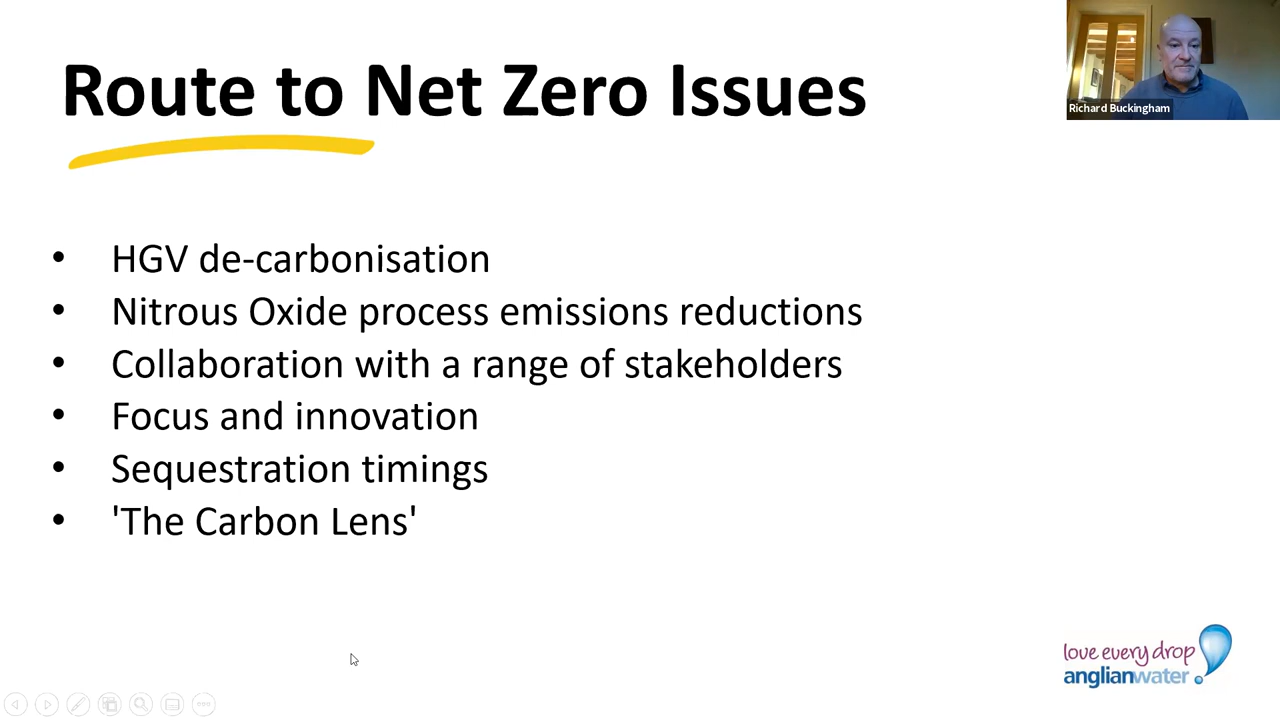 Route to Net Zero Issues
Richard Buckingham
• HGV de-carbonisation
• Nitrous Oxide process emissions reductions
• Collaboration with a range of stakeholders
• Focus and innovation
• Sequestration timings
• 'The Carbon Lens'
love every drop
anglianwater